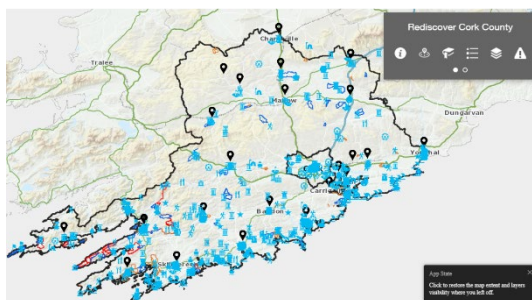 Rediscover Cork County
Tralee
Mallow
Dungarvan
Youghal
Bandon
App State
Click to restore the map extent and layers
visibility where you left off.